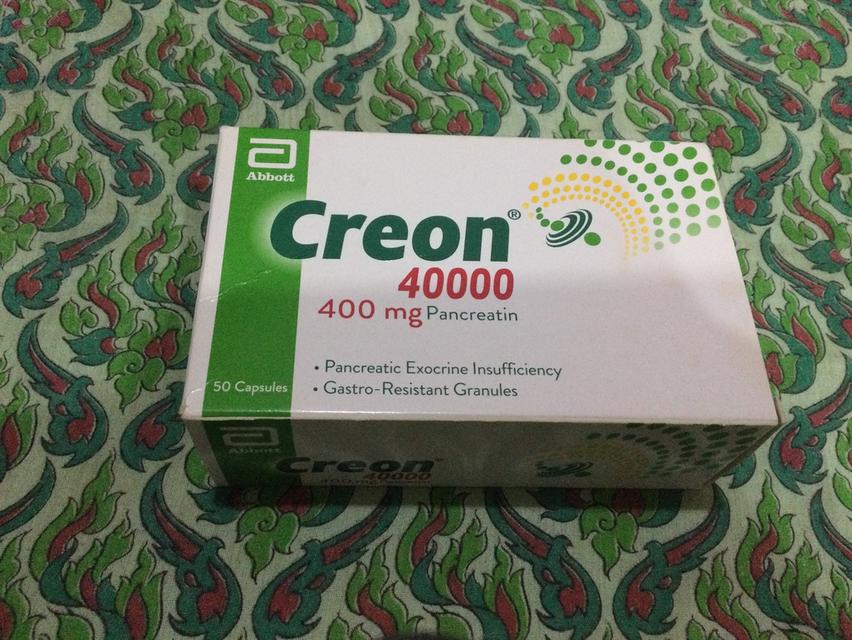 Abbott
Creon®
40000
400 mg Pancreatin
• Pancreatic Exocrine Insufficiency
• Gastro-Resistant Granules
50 Capsules
Abbott
Creon®
40000
400 mg